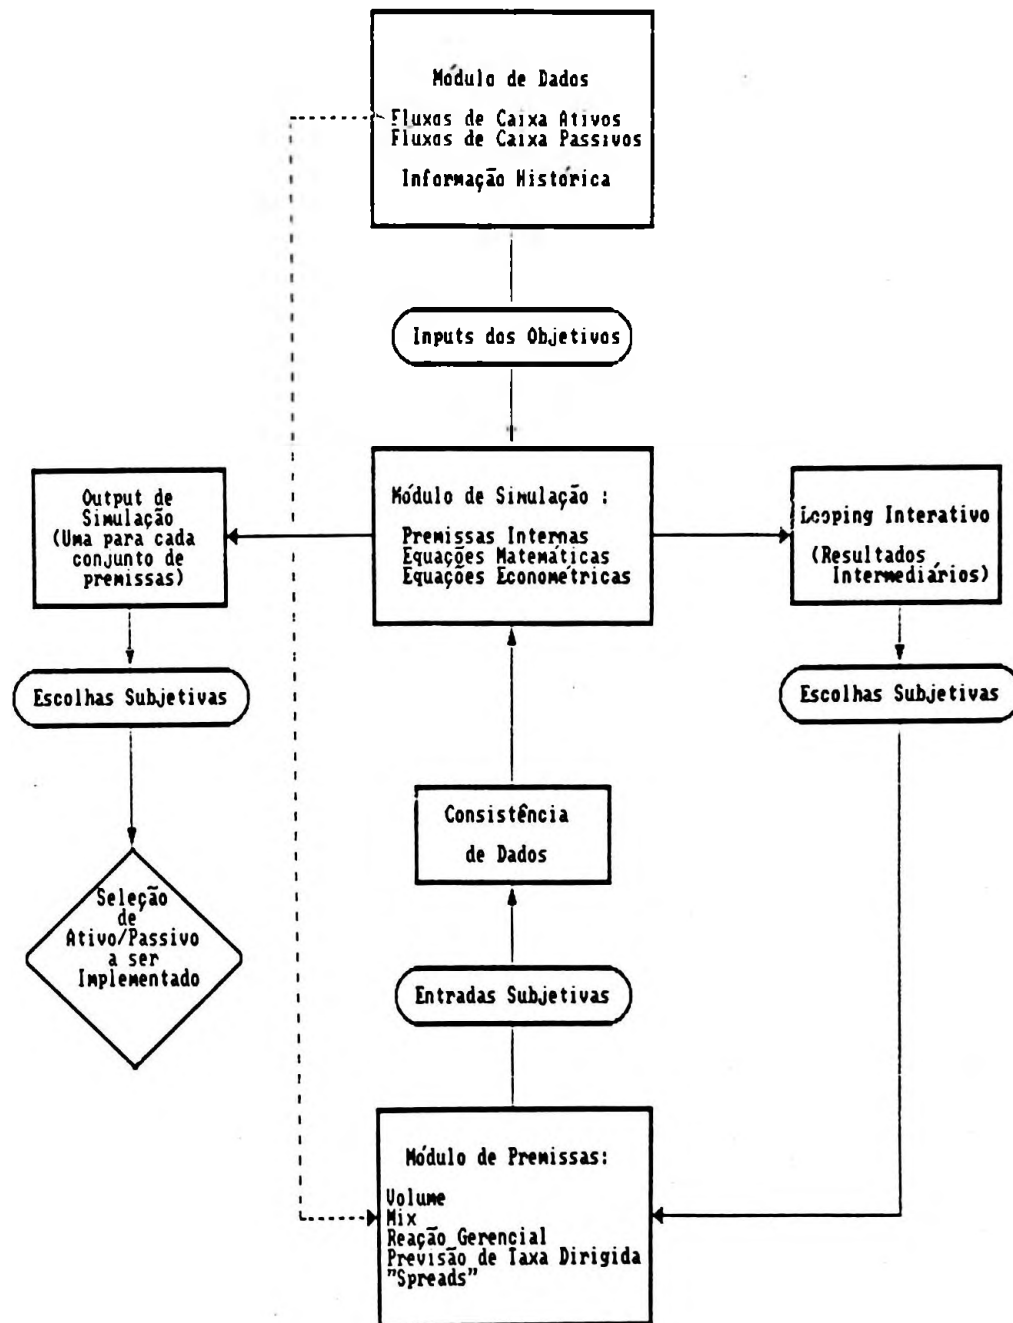 Módulo de Dados
Fluxos de Caixa Ativos
Fluxos de Caixa Passivos
Informação Histórica
Inputs dos Objetivos
Output de
Simulação
(Uma para cada
conjunto de
premissas)
Módulo de Simulação :
Premissas Internas
Equações Matemáticas
Equações Econométricas
Looping Interativo
(Resultados
Intermediários)
Escolhas Subjetivas
Escolhas Subjetivas
Consistência
de Dados
Seleção
de
Ativo/Passivo
a ser
Implementado
Entradas Subjetivas
Módulo de Premissas:
Volume
Mix
Reação Gerencial
Previsão de Taxa Dirigida
"Spreads"